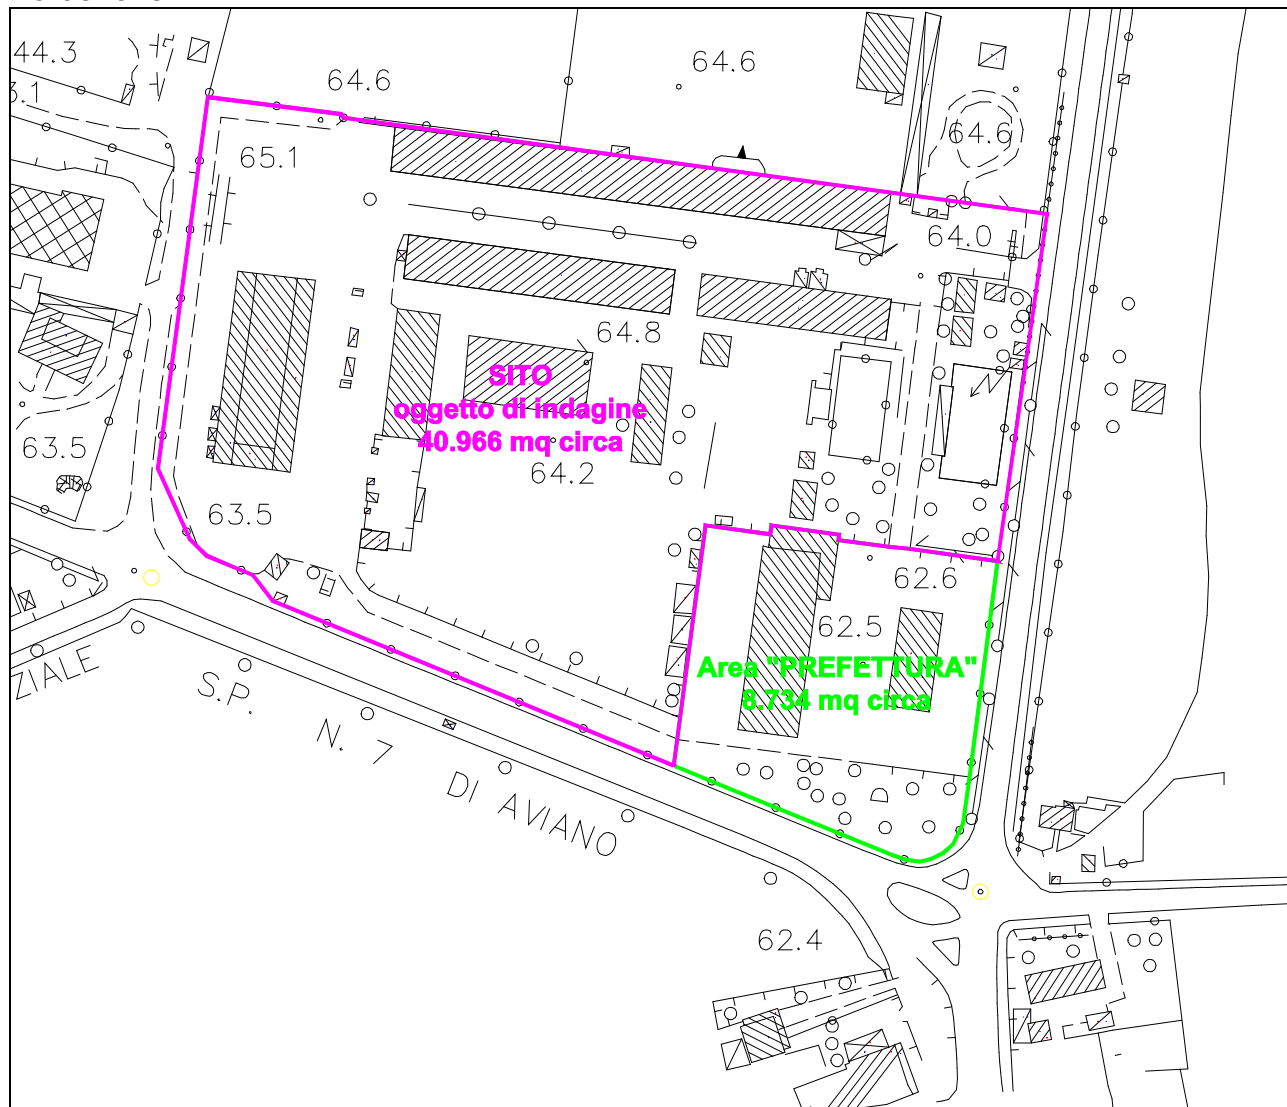 44.3
64.6
64.6
3.1
64.6
65.1
64.0
64.8
SITO
oggetto di indagine
40.966 mq circa
63.5
64.2
63.5
62.6
62.5
Area "PREFETTURA"
8.734 mq circa
ZIALE
S.P. N. 7 DI AVIANO
62.4